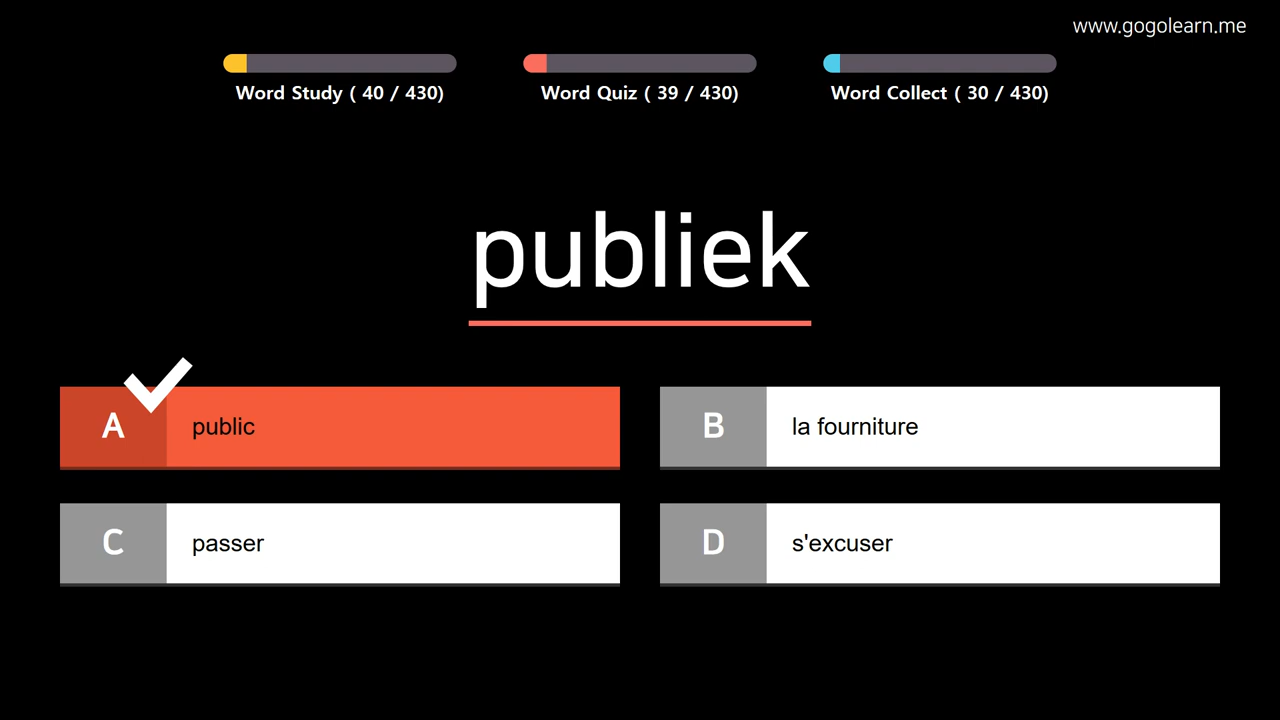 www.gogolearn.me
Word Study ( 40 / 430)
Word Quiz ( 39 / 430)
Word Collect ( 30 / 430)
publiek
A public
B la fourniture
C passer
D s'excuser